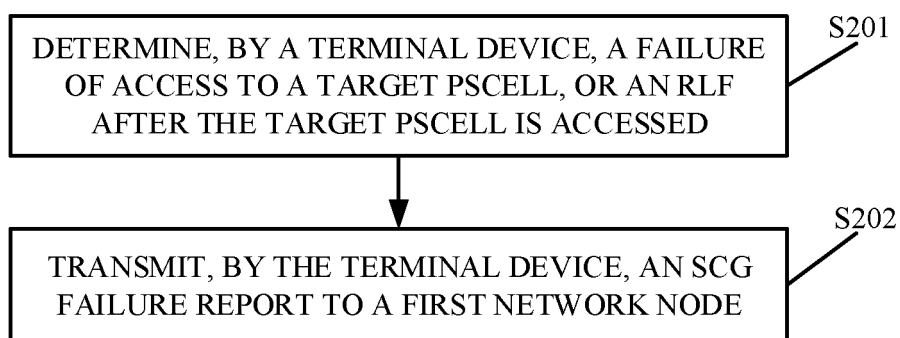 DETERMINE, BY A TERMINAL DEVICE, A FAILURE
OF ACCESS TO A TARGET PSCELL, OR AN RLF
AFTER THE TARGET PSCELL IS ACCESSED
S201
TRANSMIT, BY THE TERMINAL DEVICE, AN SCG
FAILURE REPORT TO A FIRST NETWORK NODE
S202